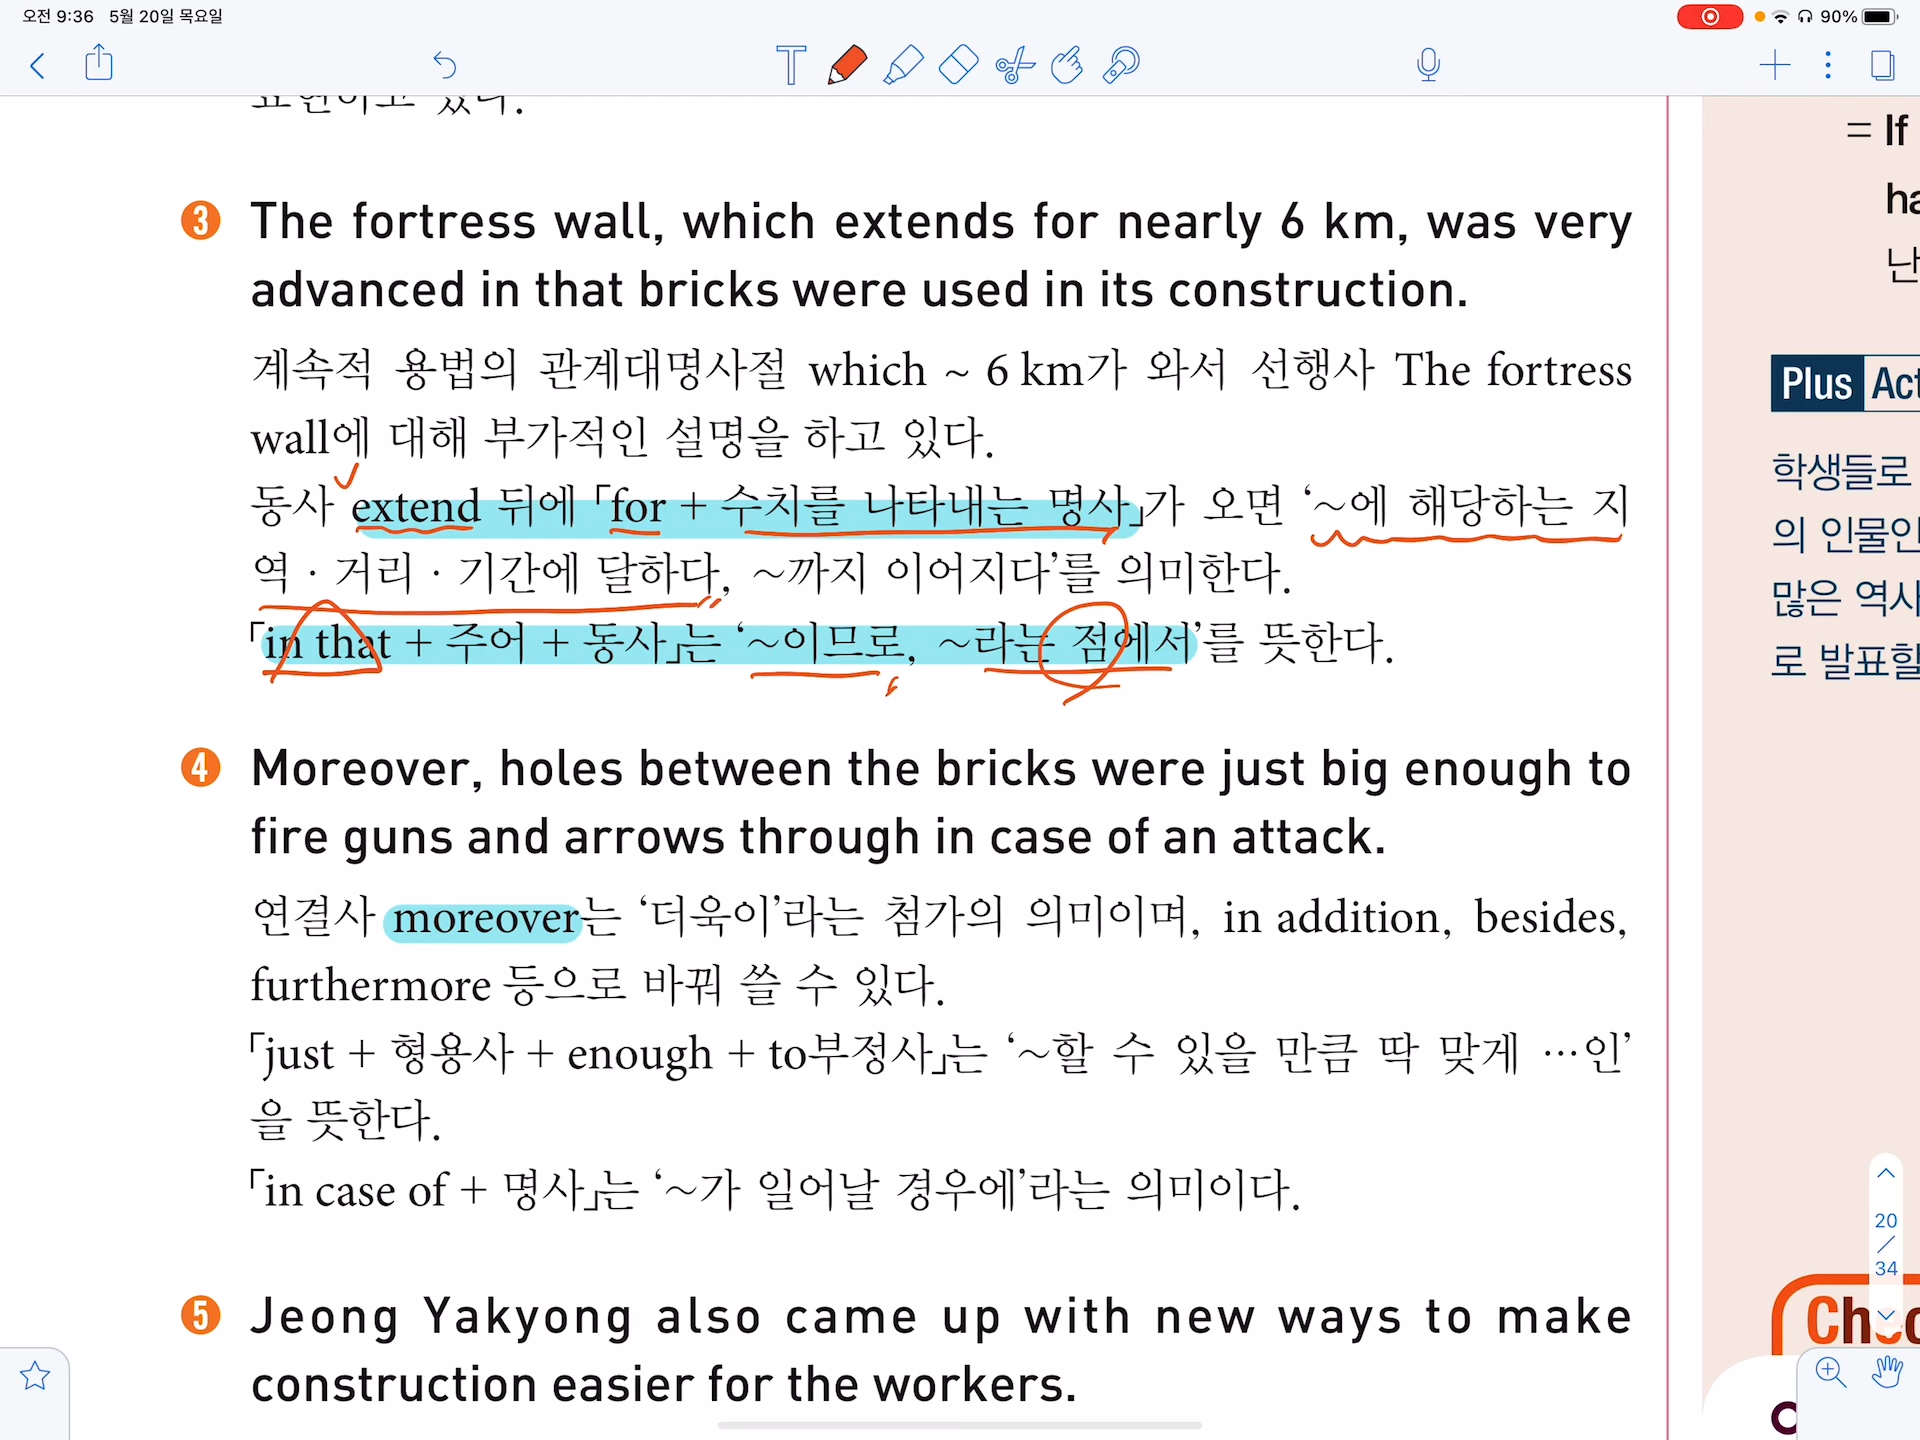 오전 9:36 5월 20일 목요일
90%
표현하고 있다.
3 The fortress wall, which extends for nearly 6 km, was very
advanced in that bricks were used in its construction.
계속적 용법의 관계대명사절 which ~ 6 km가 와서 선행사 The fortress
wall에 대해 부가적인 설명을 하고 있다.
동사 extend 뒤에 「for + 수치를 나타내는 명사」가 오면 ‘~에 해당하는 지
역 · 거리 · 기간에 달하다, ~까지 이어지다’를 의미한다.
「in that + 주어 + 동사」는 ‘~이므로, ~라는 점에서’를 뜻한다.
4 Moreover, holes between the bricks were just big enough to
fire guns and arrows through in case of an attack.
연결사 moreover는 ‘더욱이’라는 첨가의 의미이며, in addition, besides,
furthermore 등으로 바꿔 쓸 수 있다.
「just + 형용사 + enough + to부정사」는 ‘~할 수 있을 만큼 딱 맞게 …인’
을 뜻한다.
「in case of + 명사」는 ‘~가 일어날 경우에’라는 의미이다.
5 Jeong Yakyong also came up with new ways to make
construction easier for the workers.
= If
ha
난
Plus Act
학생들로
의 인물인
많은 역사
로 발표할
20
/
34
Chec